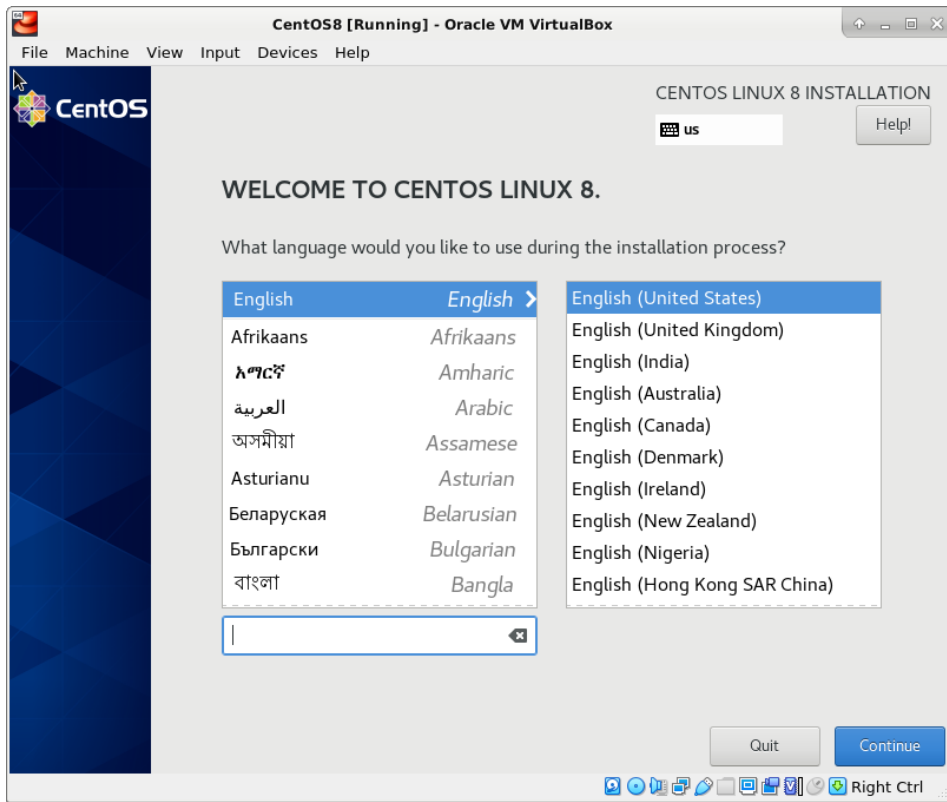 CentOS8 [Running] - Oracle VM VirtualBox
File Machine View Input Devices Help
CentOS
CENTOS LINUX 8 INSTALLATION
us
Help!
WELCOME TO CENTOS LINUX 8.
What language would you like to use during the installation process?
English English
Afrikaans Afrikaans
አማርኛ Amharic
العربية Arabic
অসমীয়া Assamese
Asturianu Asturian
Беларуская Belarusian
Български Bulgarian
বাংলা Bangla
English (United States)
English (United Kingdom)
English (India)
English (Australia)
English (Canada)
English (Denmark)
English (Ireland)
English (New Zealand)
English (Nigeria)
English (Hong Kong SAR China)
Quit
Continue
Right Ctrl